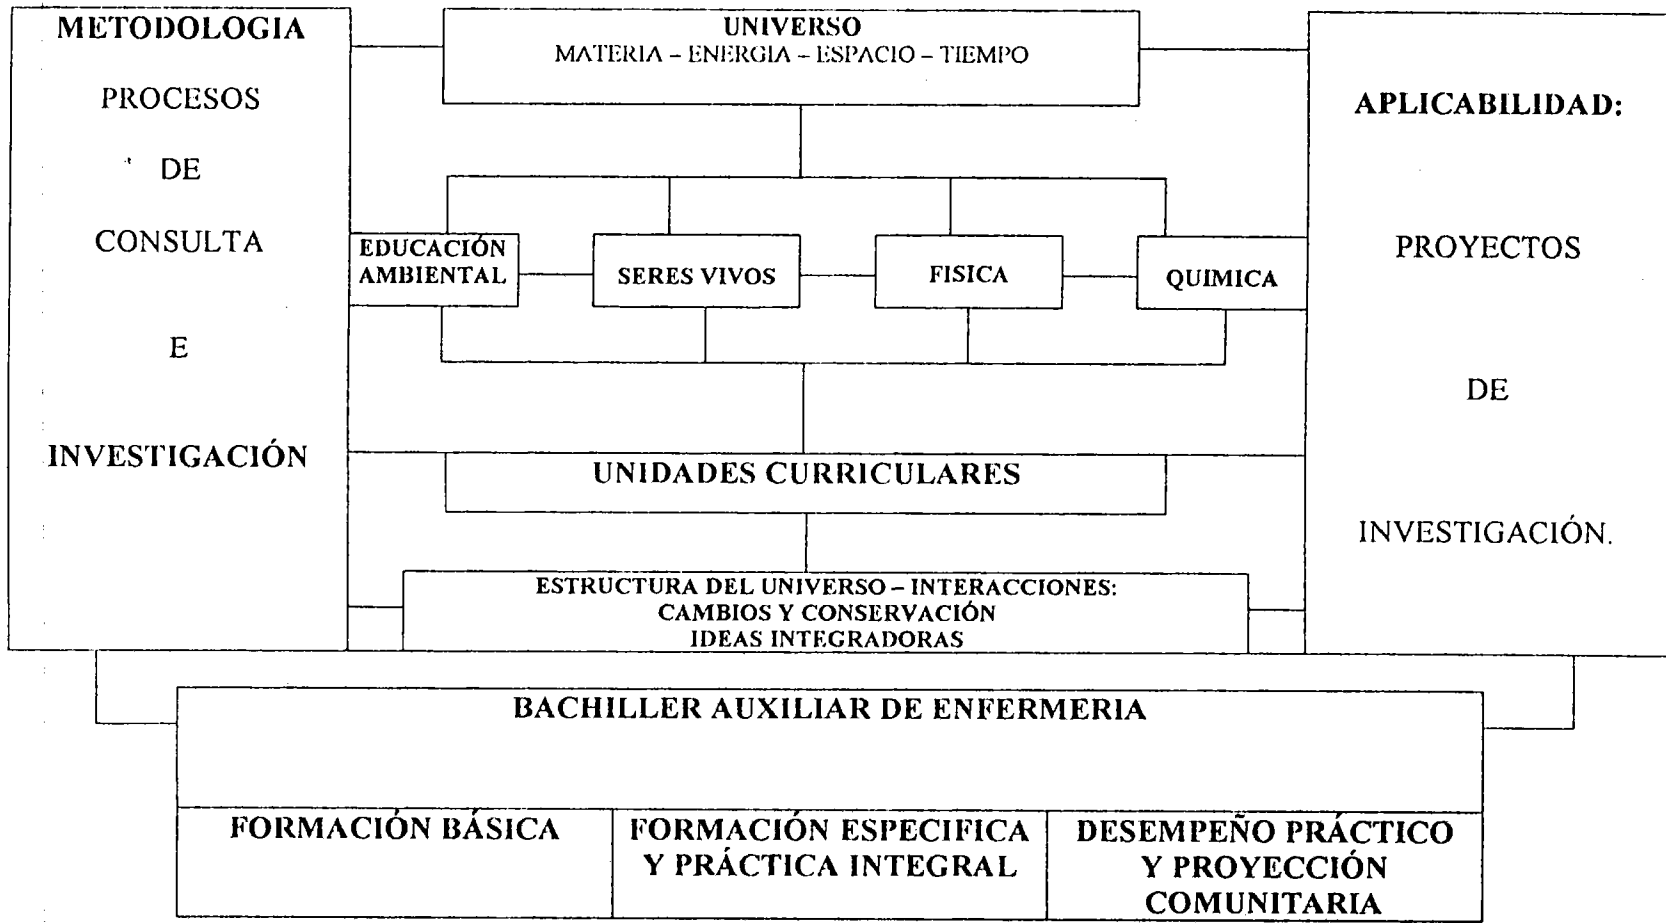 METODOLOGIA
PROCESOS
DE
CONSULTA
E
INVESTIGACIÓN
UNIVERSO
MATERIA – ENERGIA – ESPACIO – TIEMPO
EDUCACIÓN
AMBIENTAL
SERES VIVOS
FISICA
QUIMICA
UNIDADES CURRICULARES
ESTRUCTURA DEL UNIVERSO – INTERACCIONES:
CAMBIOS Y CONSERVACIÓN
IDEAS INTEGRADORAS
APLICABILIDAD:
PROYECTOS
DE
INVESTIGACIÓN.
BACHILLER AUXILIAR DE ENFERMERIA
FORMACIÓN BÁSICA
FORMACIÓN ESPECIFICA
Y PRÁCTICA INTEGRAL
DESEMPEÑO PRÁCTICO
Y PROYECCIÓN
COMUNITARIA